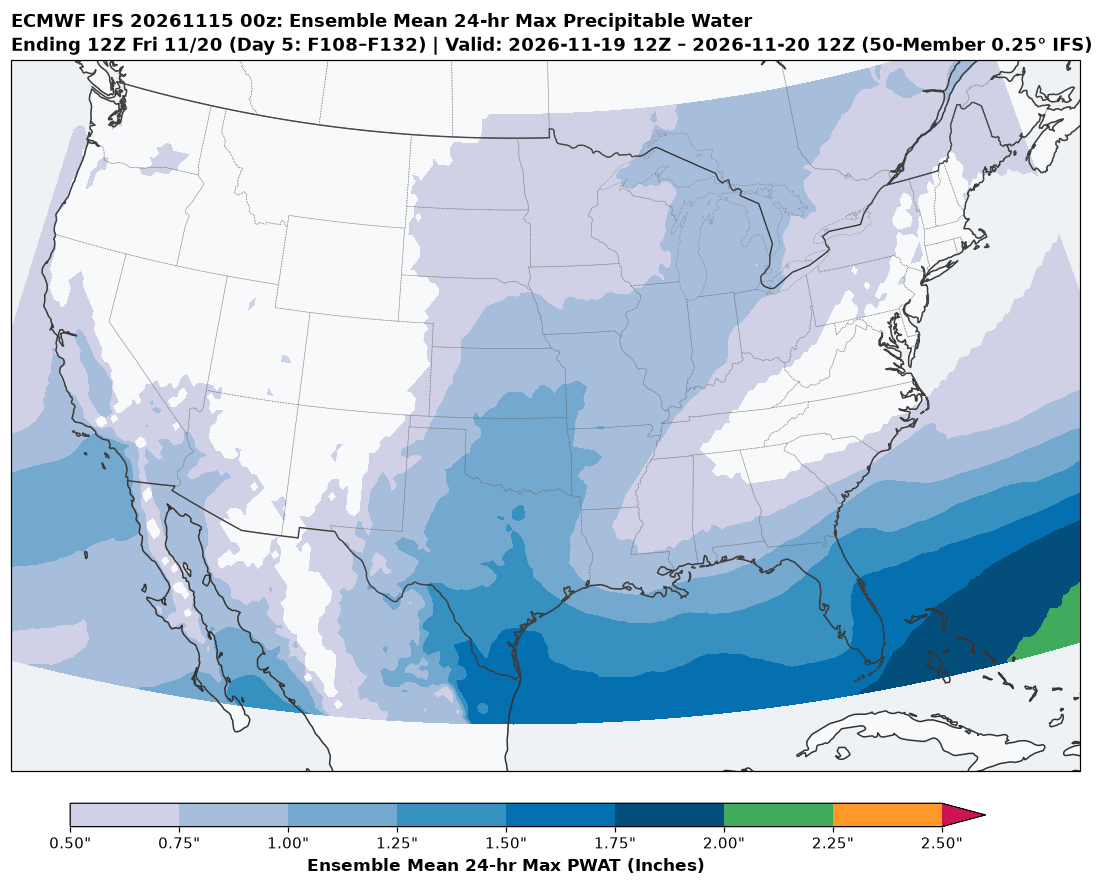 ECMWF IFS 20261115 00z: Ensemble Mean 24-hr Max Precipitable Water
Ending 12Z Fri 11/20 (Day 5: F108–F132) | Valid: 2026-11-19 12Z – 2026-11-20 12Z (50-Member 0.25° IFS)
0.50" 0.75" 1.00" 1.25" 1.50" 1.75" 2.00" 2.25" 2.50"
Ensemble Mean 24-hr Max PWAT (Inches)